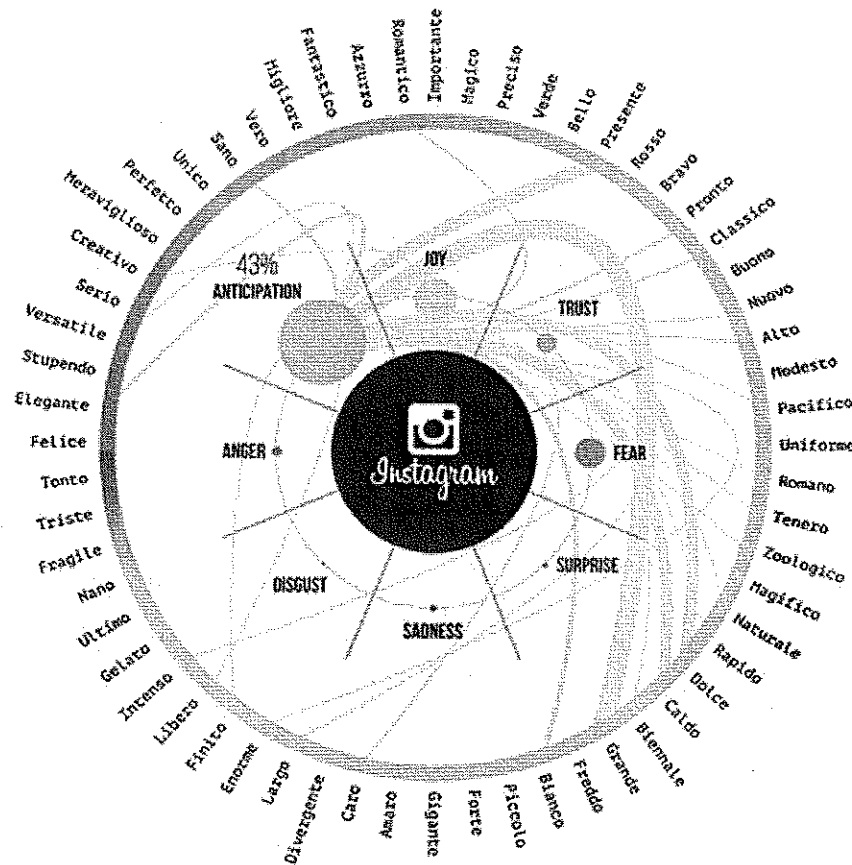 Importante
Magico
Preciso
Verde
Bello
Presente
Rosso
Bravo
Pronto
Classico
Buono
Nuovo
Alto
Modesto
Pacifico
Uniforme
Romano
Tenero
Zoologico
Magifico
Naturale
Rapido
Dolce
Caldo
Biennale
Grande
Freddo
Bianco
Piccolo
Forte
Gigante
Amaro
Caro
Divergente
Largo
Enorme
Finito
Libero
Intenso
Gelato
Ultimo
Nano
Fragile
Triste
Tonto
Felice
Elegante
Stupendo
Versatile
Serio
Creativo
Meraviglioso
Perfetto
Unico
Sano
Vero
Migliore
Fantastico
Azzurro
Romantico
43%
ANTICIPATION
JOY
TRUST
FEAR
SURPRISE
SADNESS
DISGUST
ANGER
Instagram